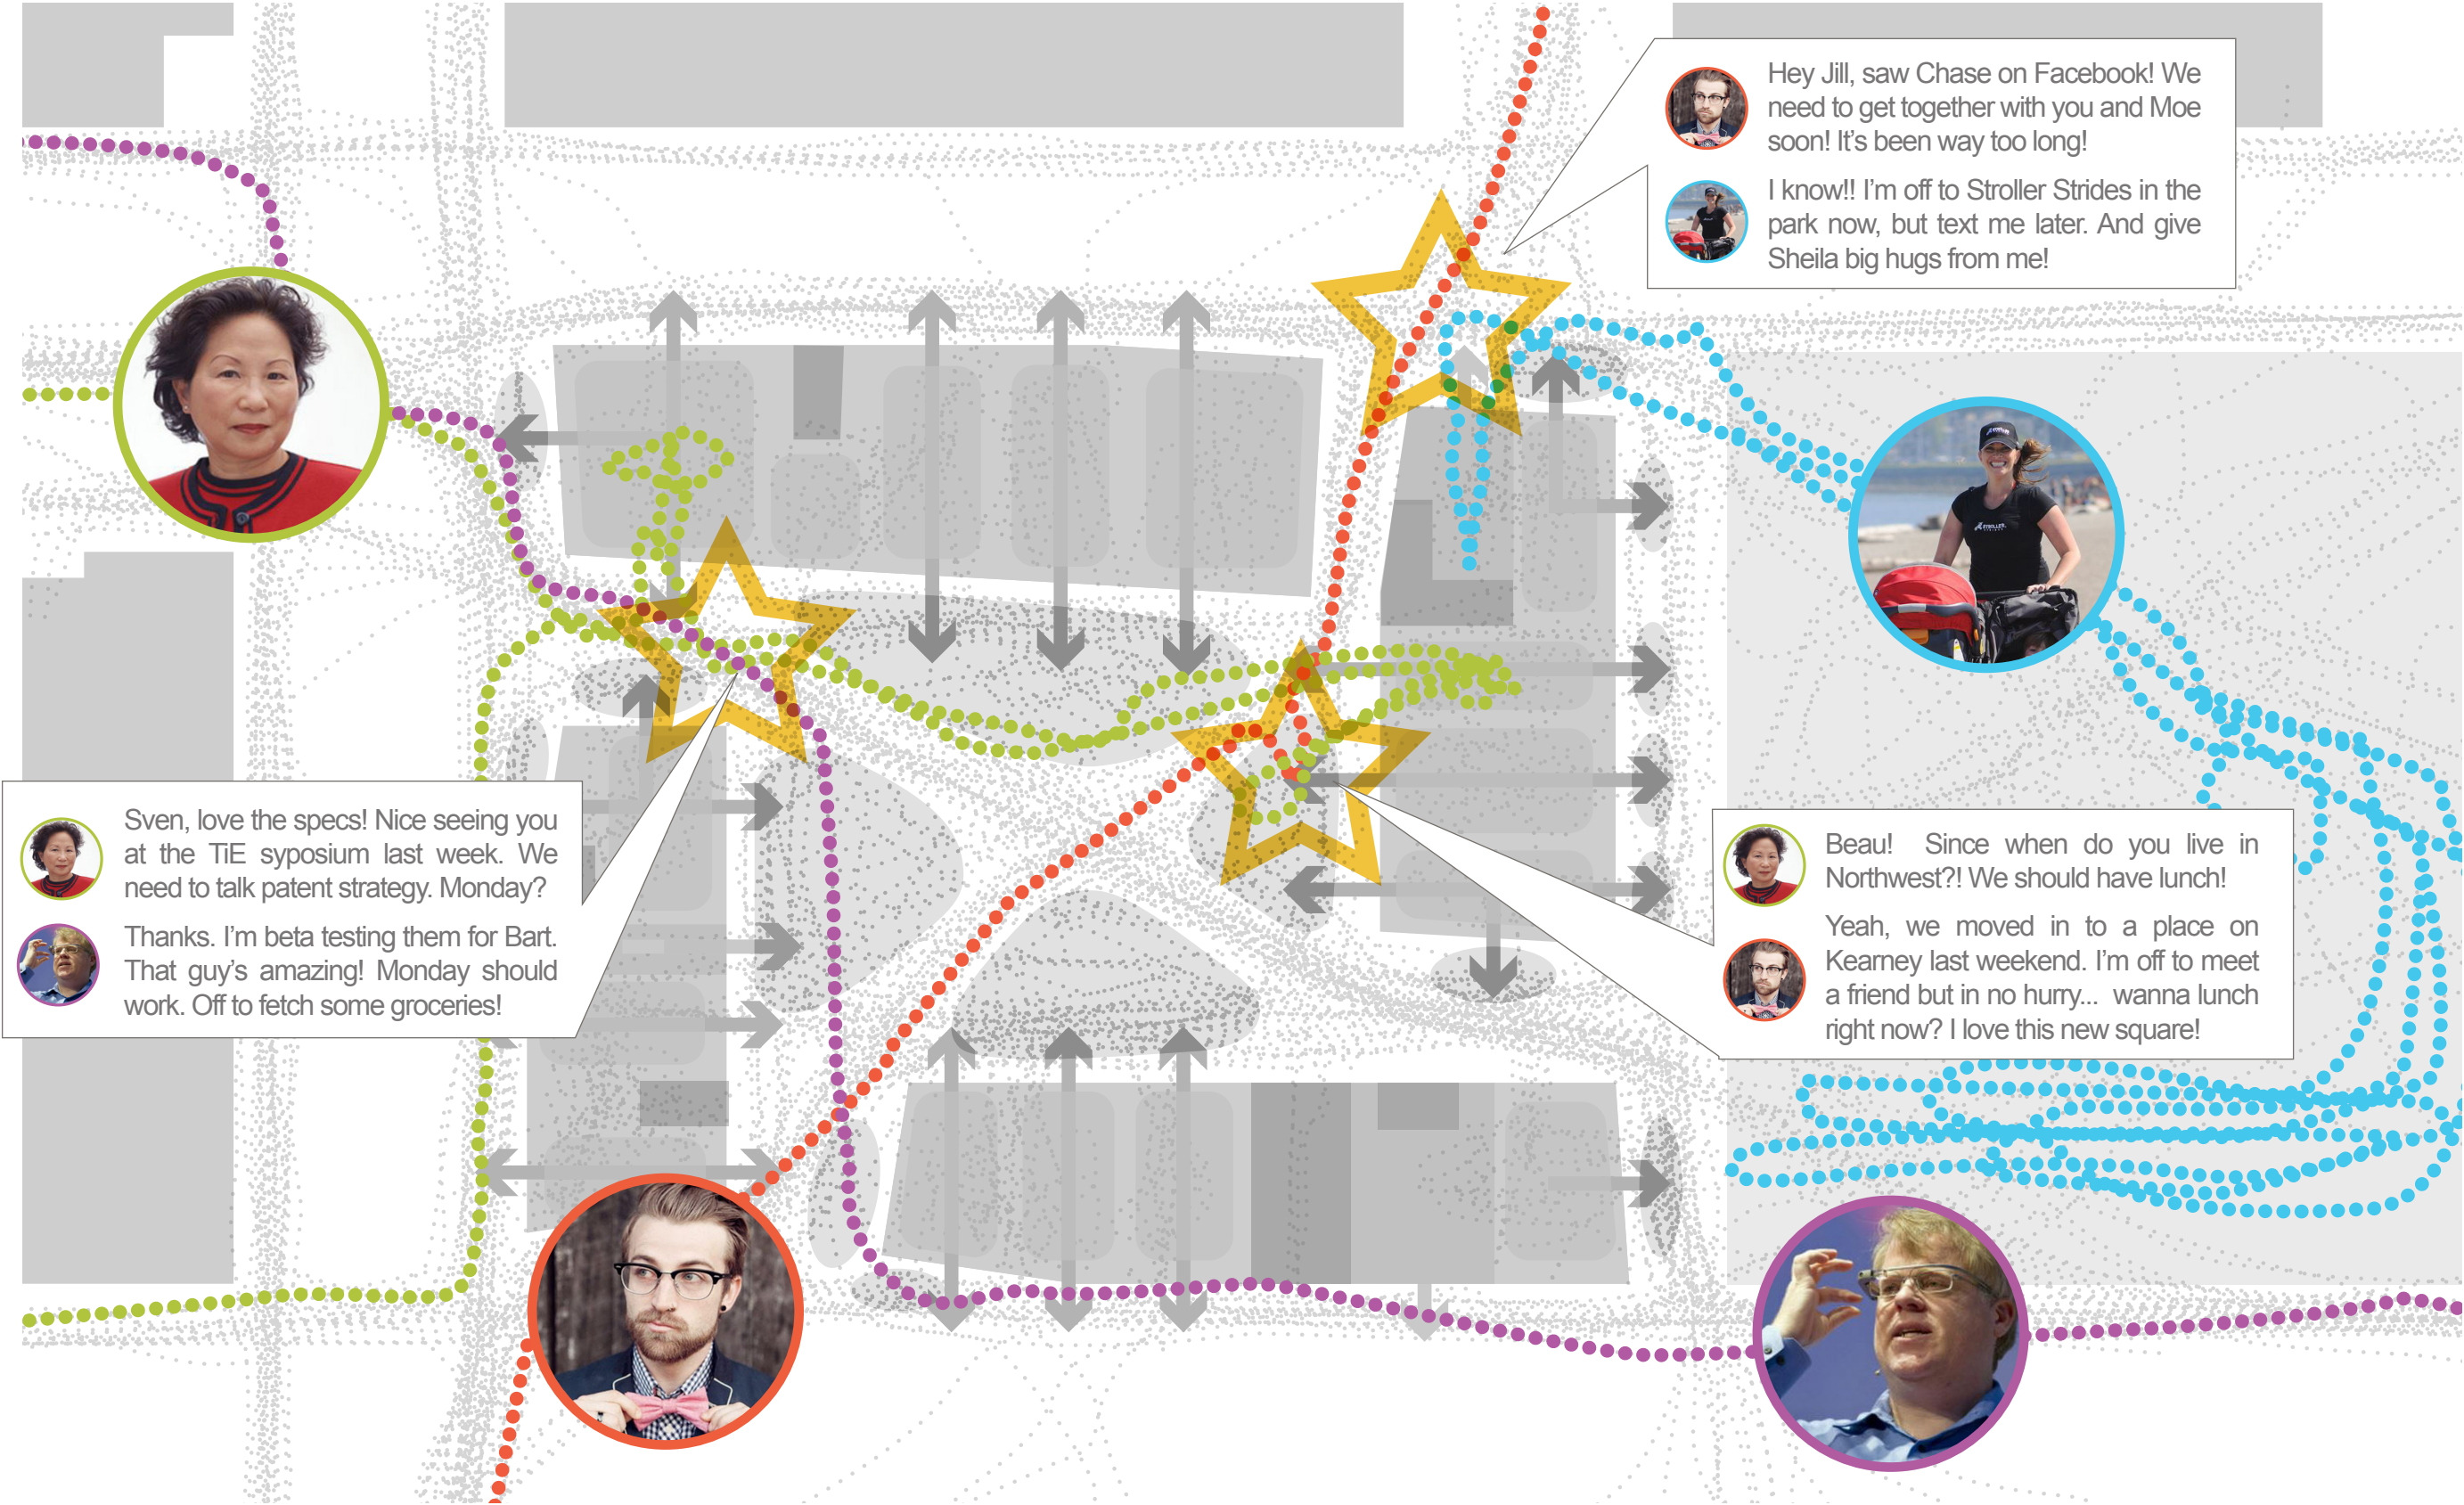 Hey Jill, saw Chase on Facebook! We
need to get together with you and Moe
soon! It's been way too long!
I know!! I'm off to Stroller Strides in the
park now, but text me later. And give
Sheila big hugs from me!
Sven, love the specs! Nice seeing you
at the TiE syposium last week. We
need to talk patent strategy. Monday?
Thanks. I'm beta testing them for Bart.
That guy's amazing! Monday should
work. Off to fetch some groceries!
Beau! Since when do you live in
Northwest?! We should have lunch!
Yeah, we moved in to a place on
Kearney last weekend. I'm off to meet
a friend but in no hurry... wanna lunch
right now? I love this new square!